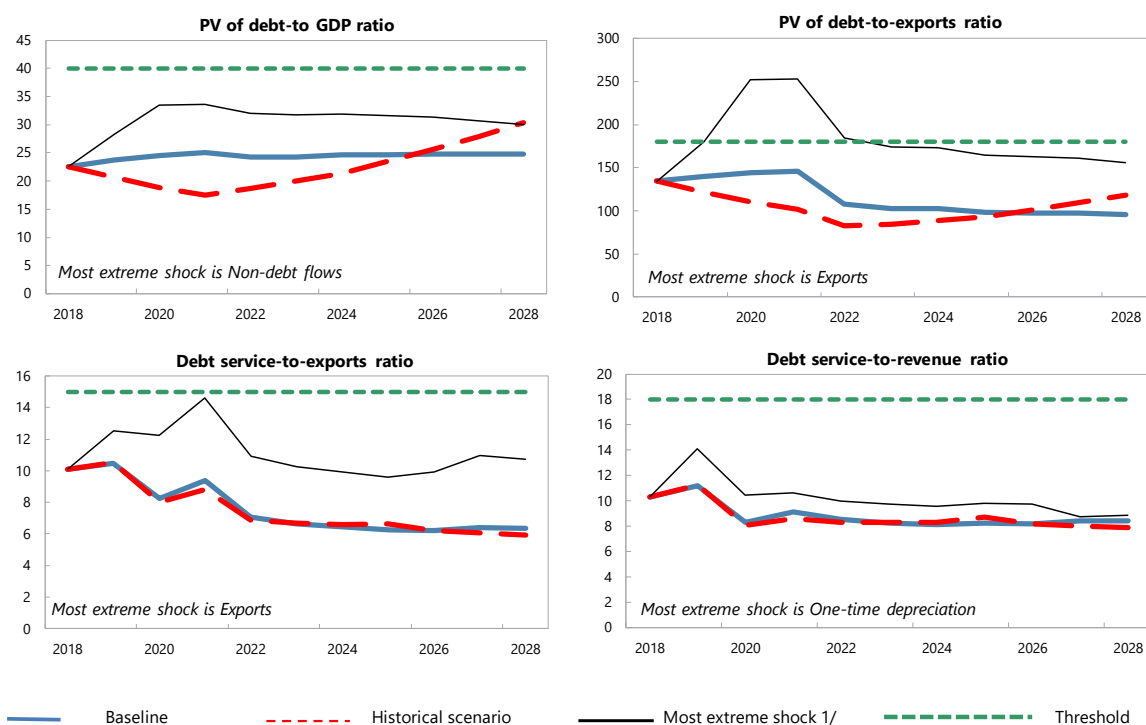 PV of debt-to GDP ratio
45
40
35
30
25
20
15
10
5
0
Most extreme shock is Non-debt flows
2018 2020 2022 2024 2026 2028
PV of debt-to-exports ratio
300
250
200
150
100
50
0
Most extreme shock is Exports
2018 2020 2022 2024 2026 2028
Debt service-to-exports ratio
16
14
12
10
8
6
4
2
0
Most extreme shock is Exports
2018 2020 2022 2024 2026 2028
Debt service-to-revenue ratio
20
18
16
14
12
10
8
6
4
2
0
Most extreme shock is One-time depreciation
2018 2020 2022 2024 2026 2028
Baseline Historical scenario Most extreme shock 1/ Threshold